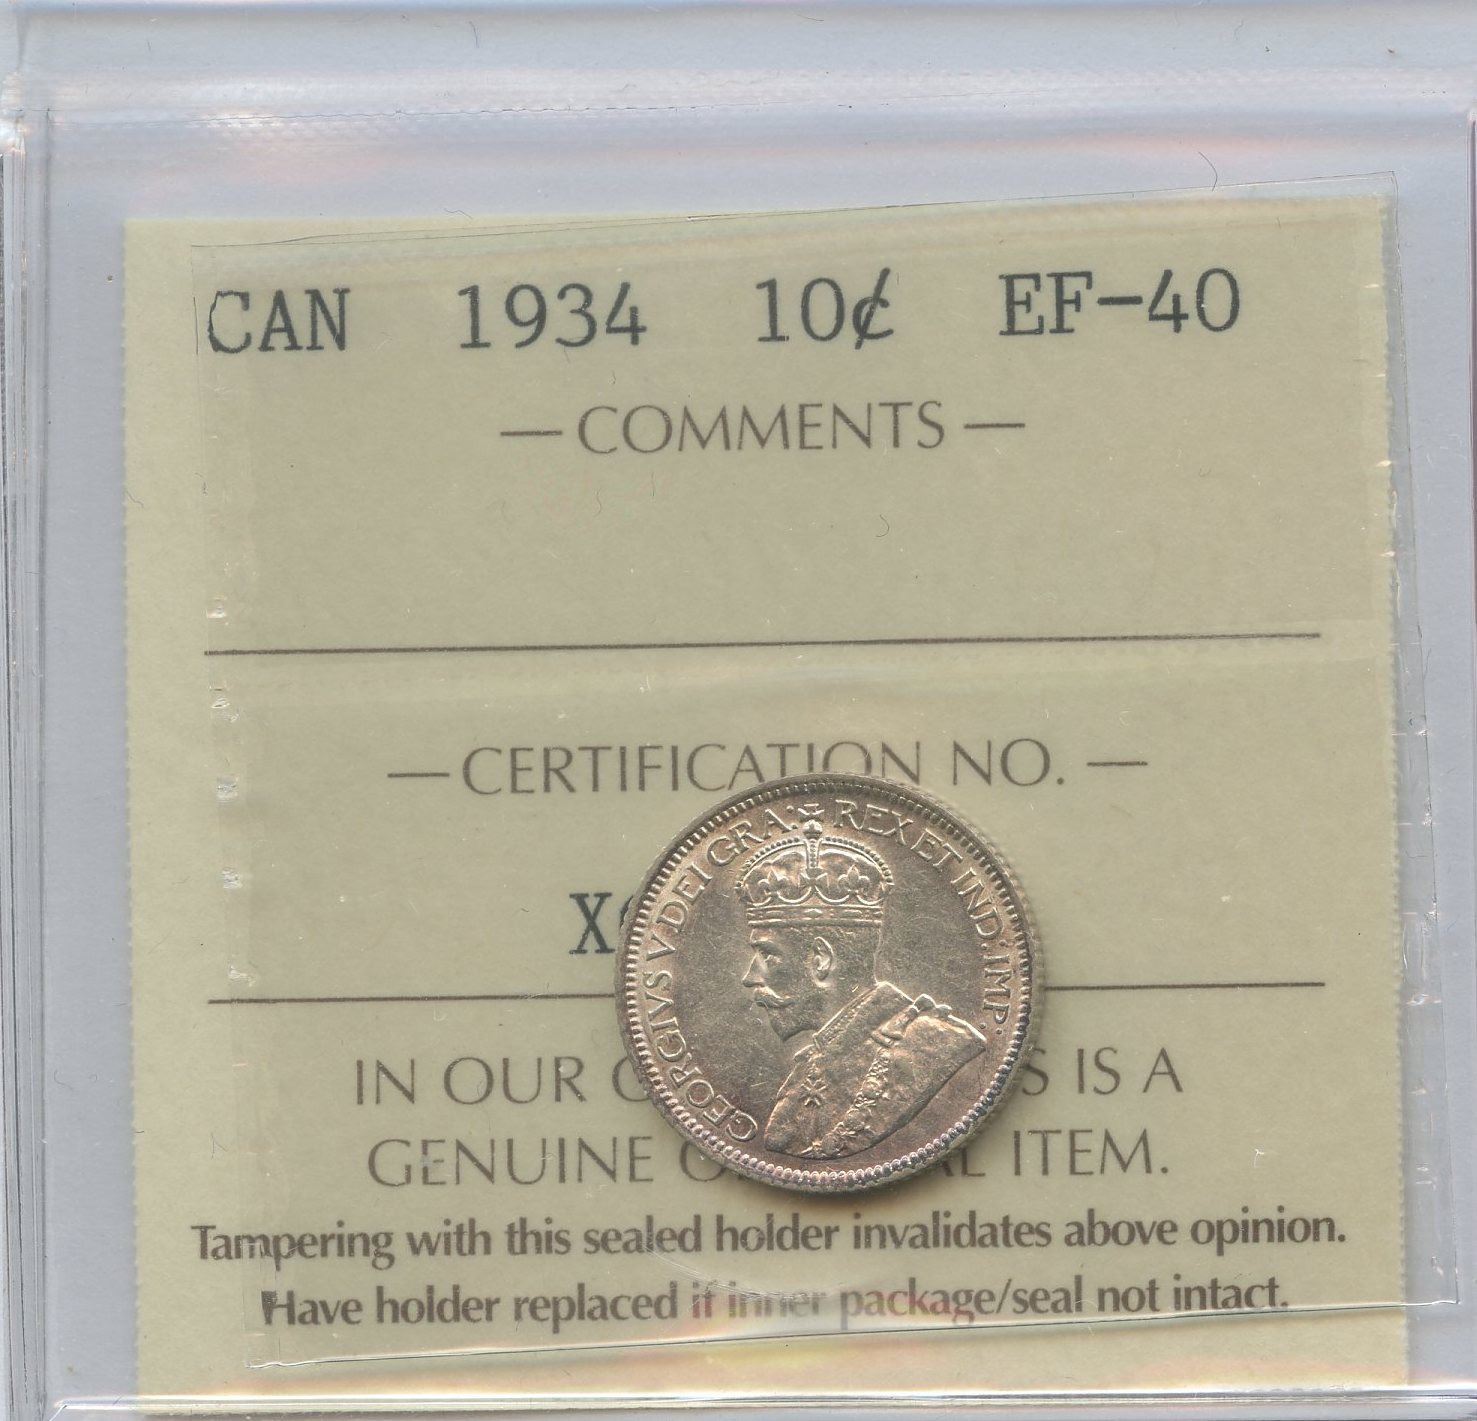 CAN 1934 10¢ EF-40
— COMMENTS —
— CERTIFICATION NO. —
GEORGIVS V DEI GRA: REX ET IND: IMP.
IN OUR IS A
GENUINE ITEM.
Tampering with this sealed holder invalidates above opinion.
Have holder replaced if inner package/seal not intact.